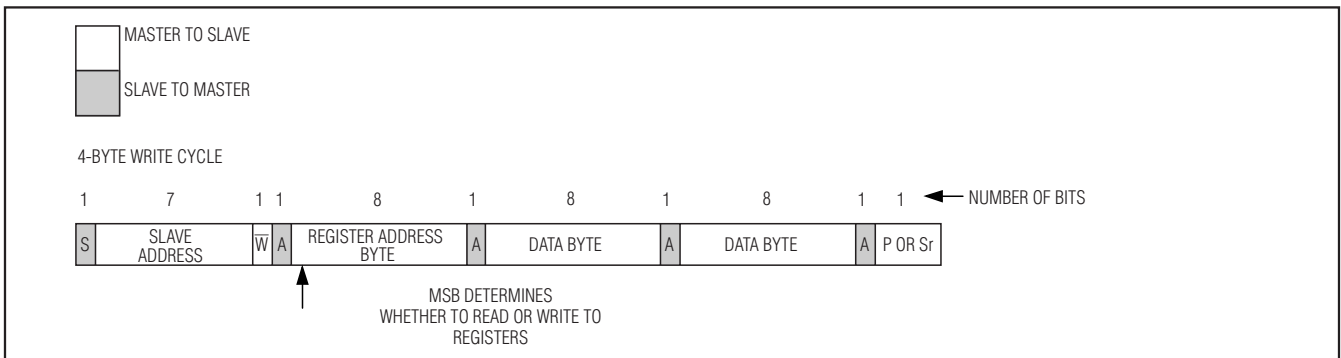 MASTER TO SLAVE
SLAVE TO MASTER
4-BYTE WRITE CYCLE
1 7 1 1 8 1 8 1 8 1 1 NUMBER OF BITS
S SLAVE ADDRESS W̅ A REGISTER ADDRESS BYTE A DATA BYTE A DATA BYTE A P OR Sr
MSB DETERMINES
WHETHER TO READ OR WRITE TO
REGISTERS